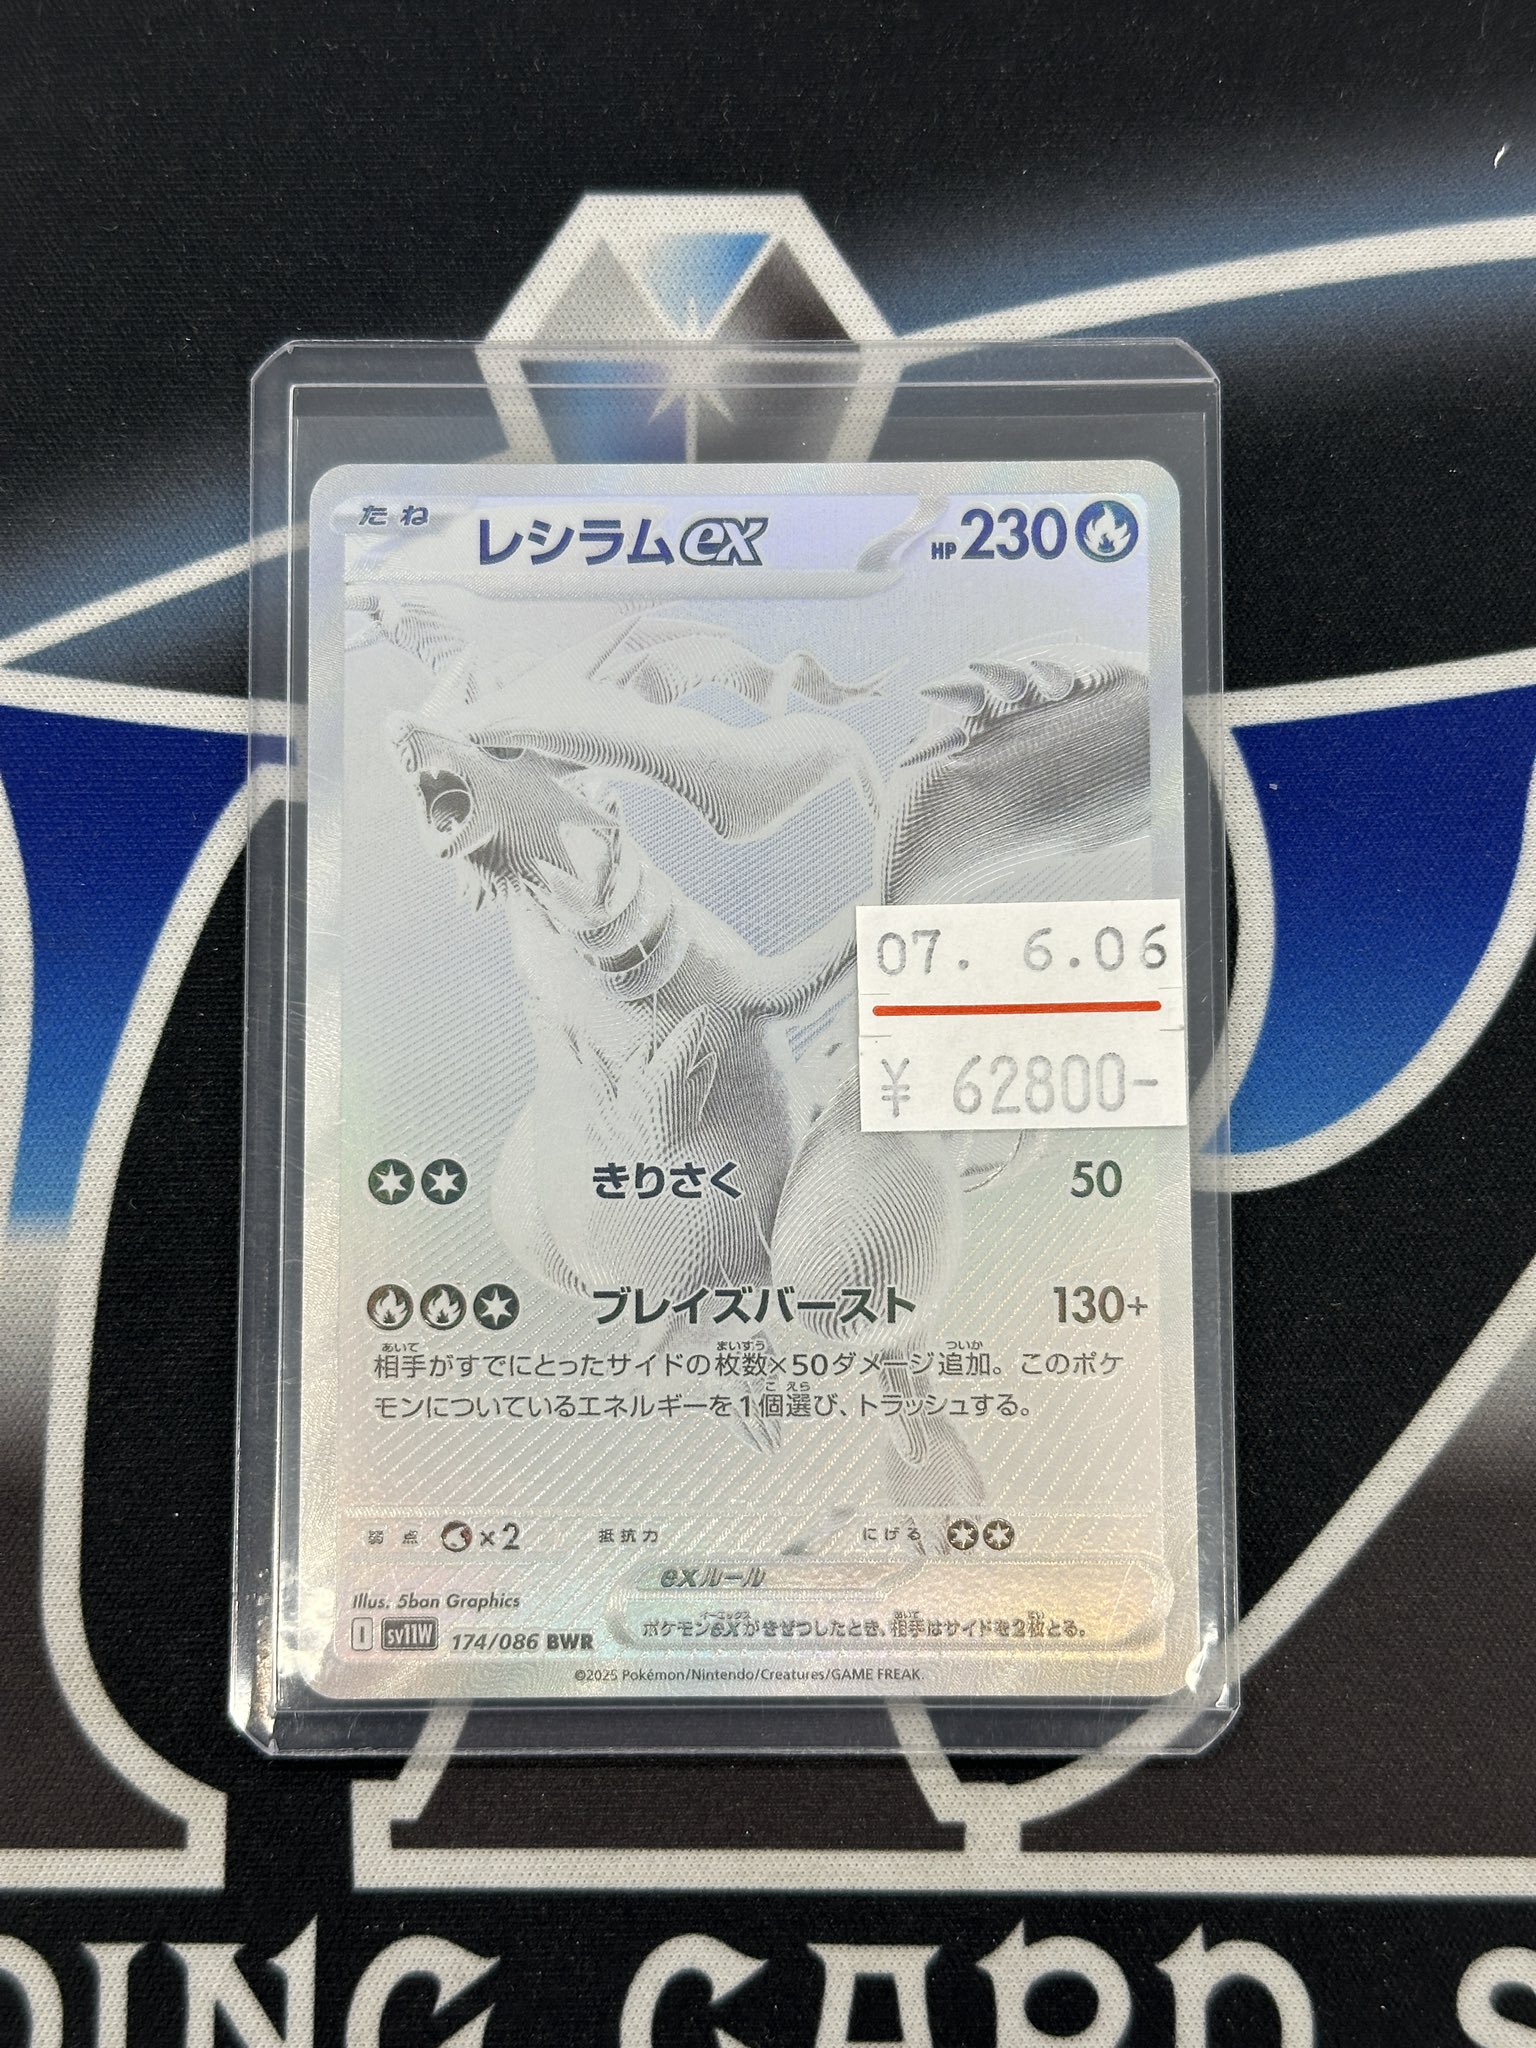 たね
レシラムex
HP230
07. 6.06
¥ 62800-
きりさく 50
ブレイズバースト 130+
相手がすでにとったサイドの枚数×50ダメージ追加。このポケ
モンについているエネルギーを1個選び、トラッシュする。
弱点 ×2 抵抗力 にげる
exルール
ポケモンexがきぜつしたとき、相手はサイドを2枚とる。
Illus. 5ban Graphics
I SV11W 174/086 BWR
©2025 Pokémon/Nintendo/Creatures/GAME FREAK.
DING CARD S